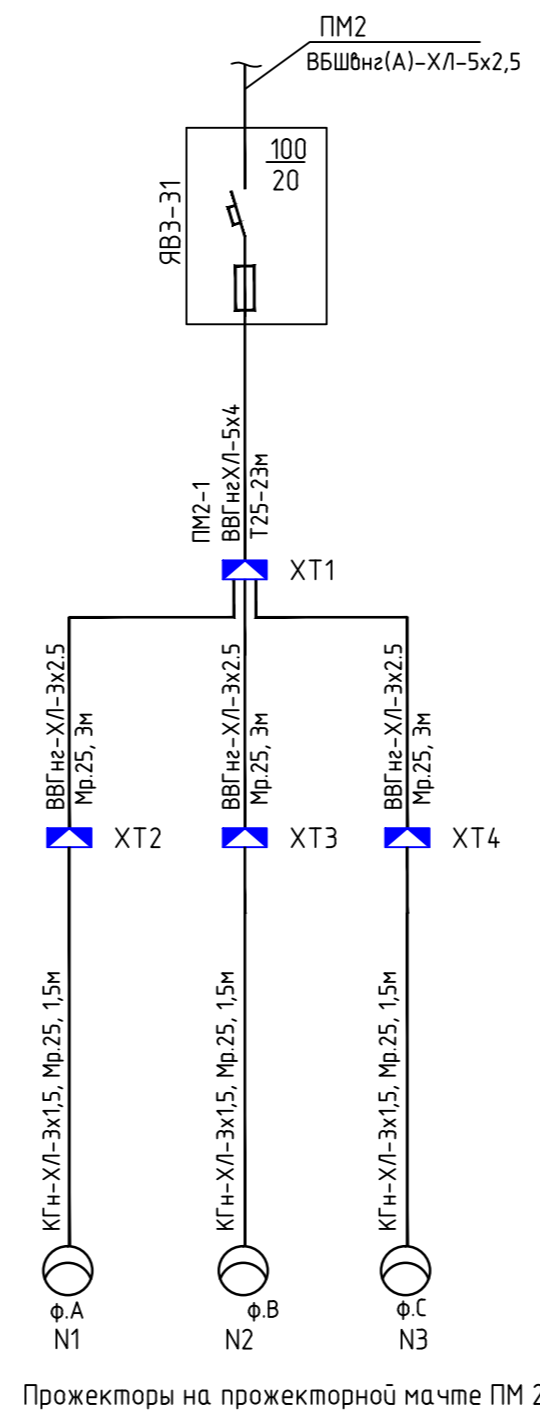 ПМ2
ВБШвнг(А)-ХЛ-5х2,5
100
20
ЯВЗ-31
ПМ2-1
ВВГнгХЛ-5х4
Т25-23м
ХТ1
ВВГнг-ХЛ-3х2.5
Мр.25, 3м
ВВГнг-ХЛ-3х2.5
Мр.25, 3м
ВВГнг-ХЛ-3х2.5
Мр.25, 3м
ХТ2
ХТ3
ХТ4
КГн-ХЛ-3х1,5, Мр.25, 1,5м
КГн-ХЛ-3х1,5, Мр.25, 1,5м
КГн-ХЛ-3х1,5, Мр.25, 1,5м
ф.А
ф.В
ф.С
N1
N2
N3
Прожекторы на прожекторной мачте ПМ 2